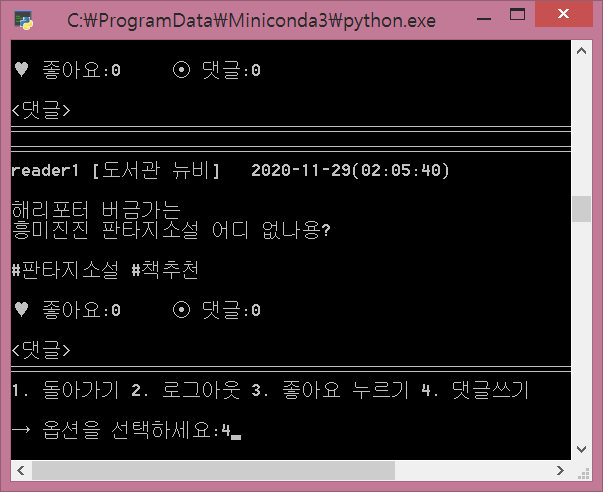 C:₩ProgramData₩Miniconda3₩python.exe
♥ 좋아요:0 ⊙ 댓글:0
<댓글>
reader1 [도서관 뉴비] 2020-11-29(02:05:40)
해리포터 버금가는
흥미진진 판타지소설 어디 없나용?
#판타지소설 #책추천
♥ 좋아요:0 ⊙ 댓글:0
<댓글>
1. 돌아가기 2. 로그아웃 3. 좋아요 누르기 4. 댓글쓰기
→ 옵션을 선택하세요:4